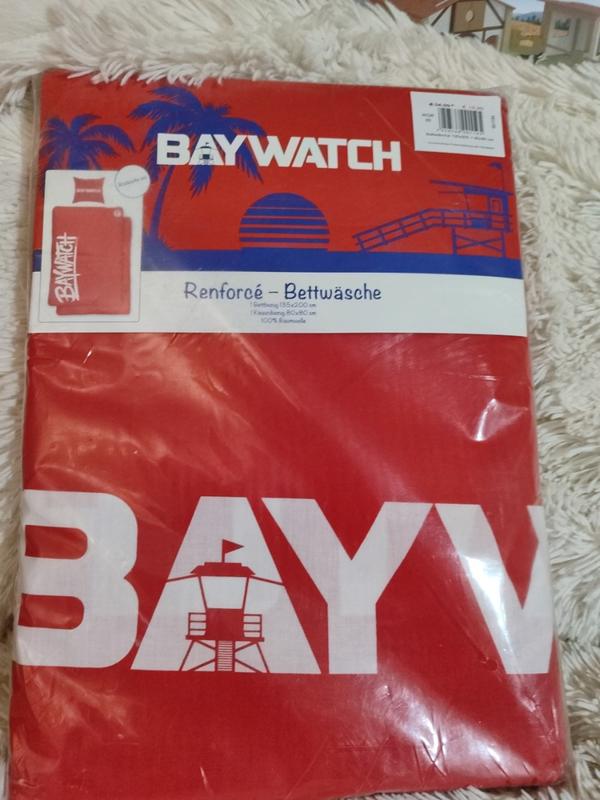 BAYWATCH
BAYWATCH
Renforcé – Bettwäsche
1 Bettbezug 135x200 cm
1 Kissenbezug 80x80 cm
100% Baumwolle
BAYW